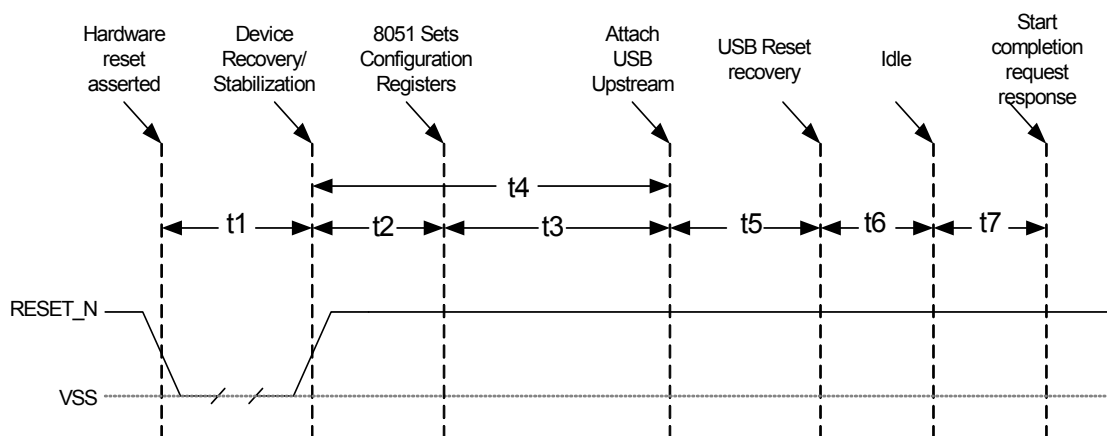 Hardware
reset
asserted
Device
Recovery/
Stabilization
8051 Sets
Configuration
Registers
Attach
USB
Upstream
USB Reset
recovery
Idle
Start
completion
request
response
t4
t1
t2
t3
t5
t6
t7
RESET_N
VSS